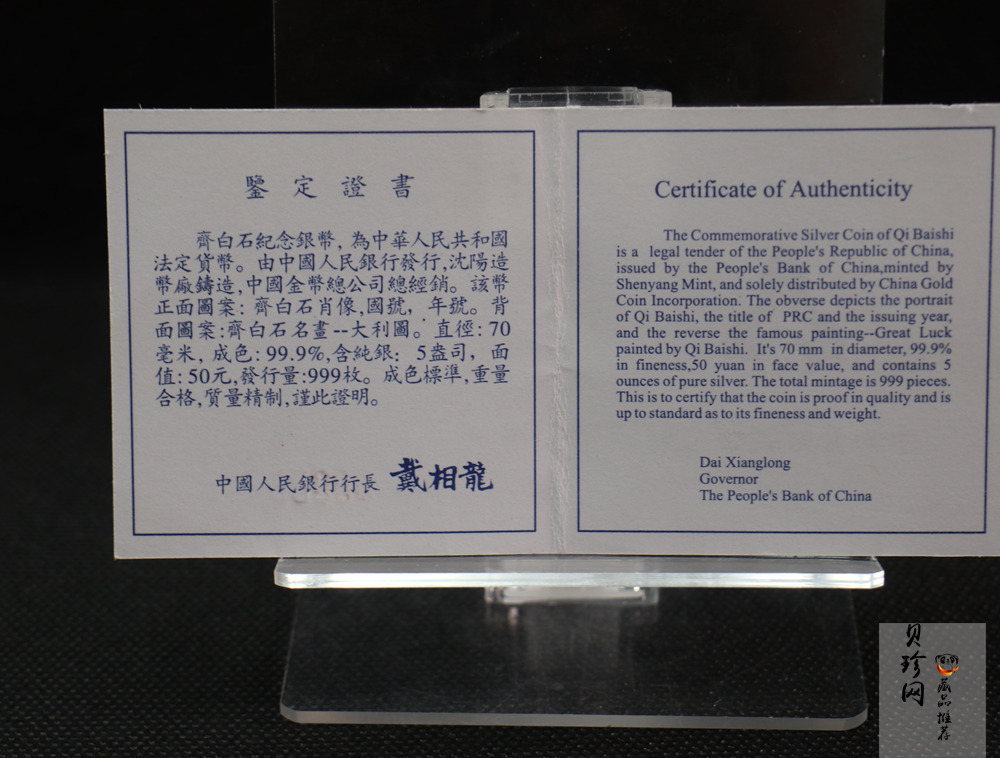 鑒定證書
齊白石紀念銀幣，為中華人民共和國
法定貨幣。由中國人民銀行發行，沈陽造
幣廠鑄造，中國金幣總公司總經銷。該幣
正面圖案：齊白石肖像，國號，年號。背
面圖案：齊白石名畫--大利圖。直徑：70
毫米，成色：99.9%，含純銀：5盎司，面
值：50元，發行量：999枚。成色標準，重量
合格，質量精制，謹此證明。
中國人民銀行行長 戴相龍
Certificate of Authenticity
The Commemorative Silver Coin of Qi Baishi
is a legal tender of the People's Republic of China,
issued by the People's Bank of China,minted by
Shenyang Mint, and solely distributed by China Gold
Coin Incorporation. The obverse depicts the portrait
of Qi Baishi, the title of PRC and the issuing year,
and the reverse the famous painting--Great Luck
painted by Qi Baishi. It's 70 mm in diameter, 99.9%
in fineness,50 yuan in face value, and contains 5
ounces of pure silver. The total mintage is 999 pieces.
This is to certify that the coin is proof in quality and is
up to standard as to its fineness and weight.
Dai Xianglong
Governor
The People's Bank of China
贝珍网
藏品推荐